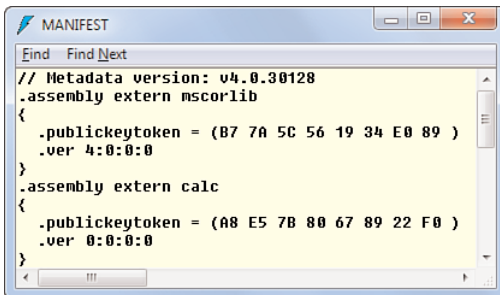 MANIFEST
Find Find Next
// Metadata version: v4.0.30128
.assembly extern mscorlib
{
  .publickeytoken = (B7 7A 5C 56 19 34 E0 89 )
  .ver 4:0:0:0
}
.assembly extern calc
{
  .publickeytoken = (A8 E5 7B 80 67 89 22 F0 )
  .ver 0:0:0:0
}